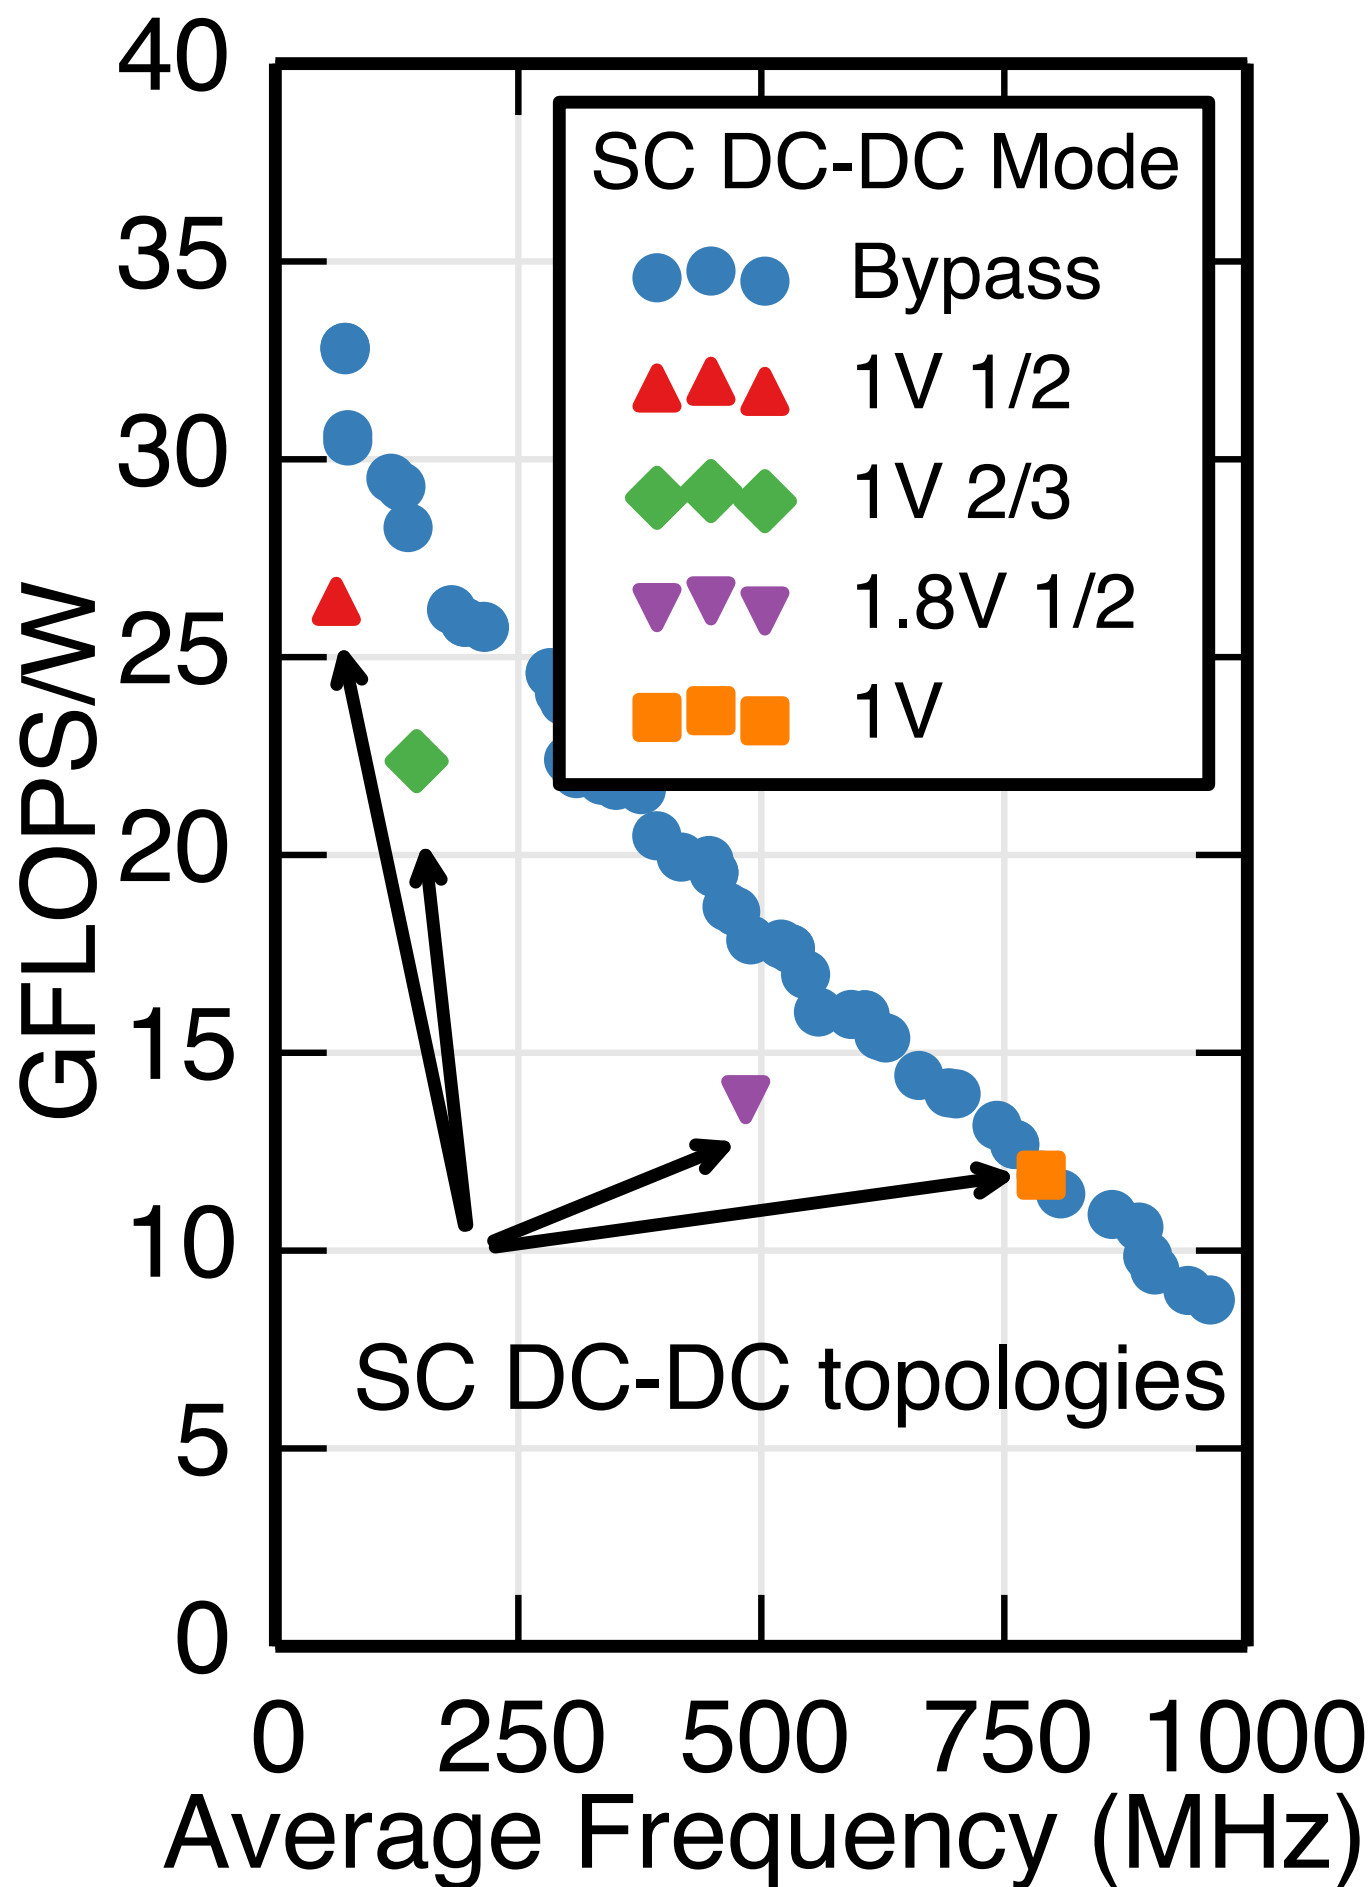 40
35
30
25
20
15
10
5
0
GFLOPS/W
SC DC-DC Mode
Bypass
1V 1/2
1V 2/3
1.8V 1/2
1V
SC DC-DC topologies
0 250 500 750 1000
Average Frequency (MHz)